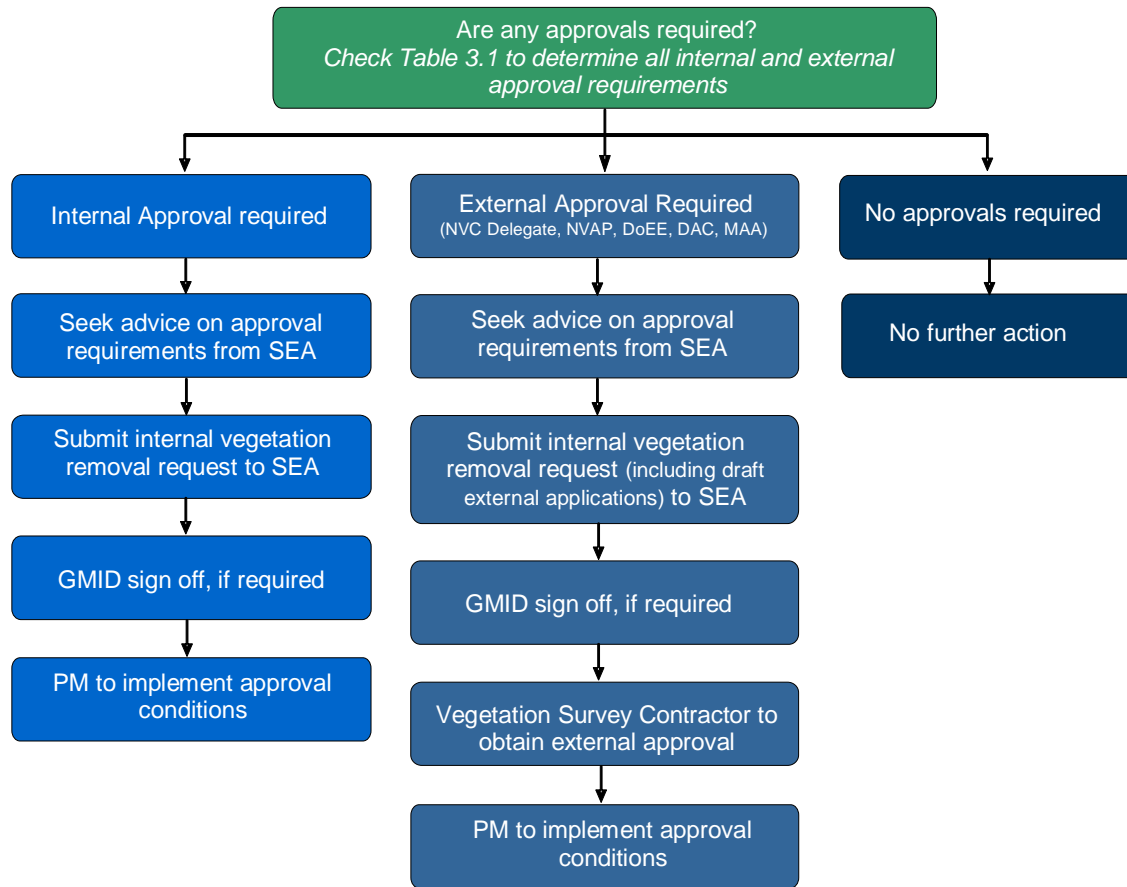 Are any approvals required?
Check Table 3.1 to determine all internal and external
approval requirements
Internal Approval required
Seek advice on approval
requirements from SEA
Submit internal vegetation
removal request to SEA
GMID sign off, if required
PM to implement approval
conditions
External Approval Required
(NVC Delegate, NVAP, DoEE, DAC, MAA)
Seek advice on approval
requirements from SEA
Submit internal vegetation
removal request (including draft
external applications) to SEA
GMID sign off, if required
Vegetation Survey Contractor to
obtain external approval
PM to implement approval
conditions
No approvals required
No further action